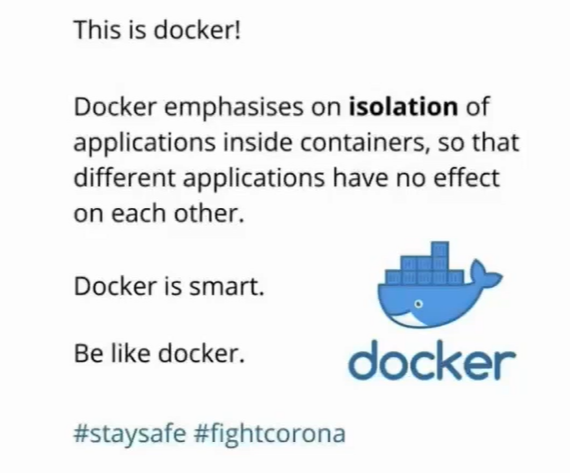 This is docker!
Docker emphasises on isolation of
applications inside containers, so that
different applications have no effect
on each other.
Docker is smart.
Be like docker.
docker
#staysafe #fightcorona